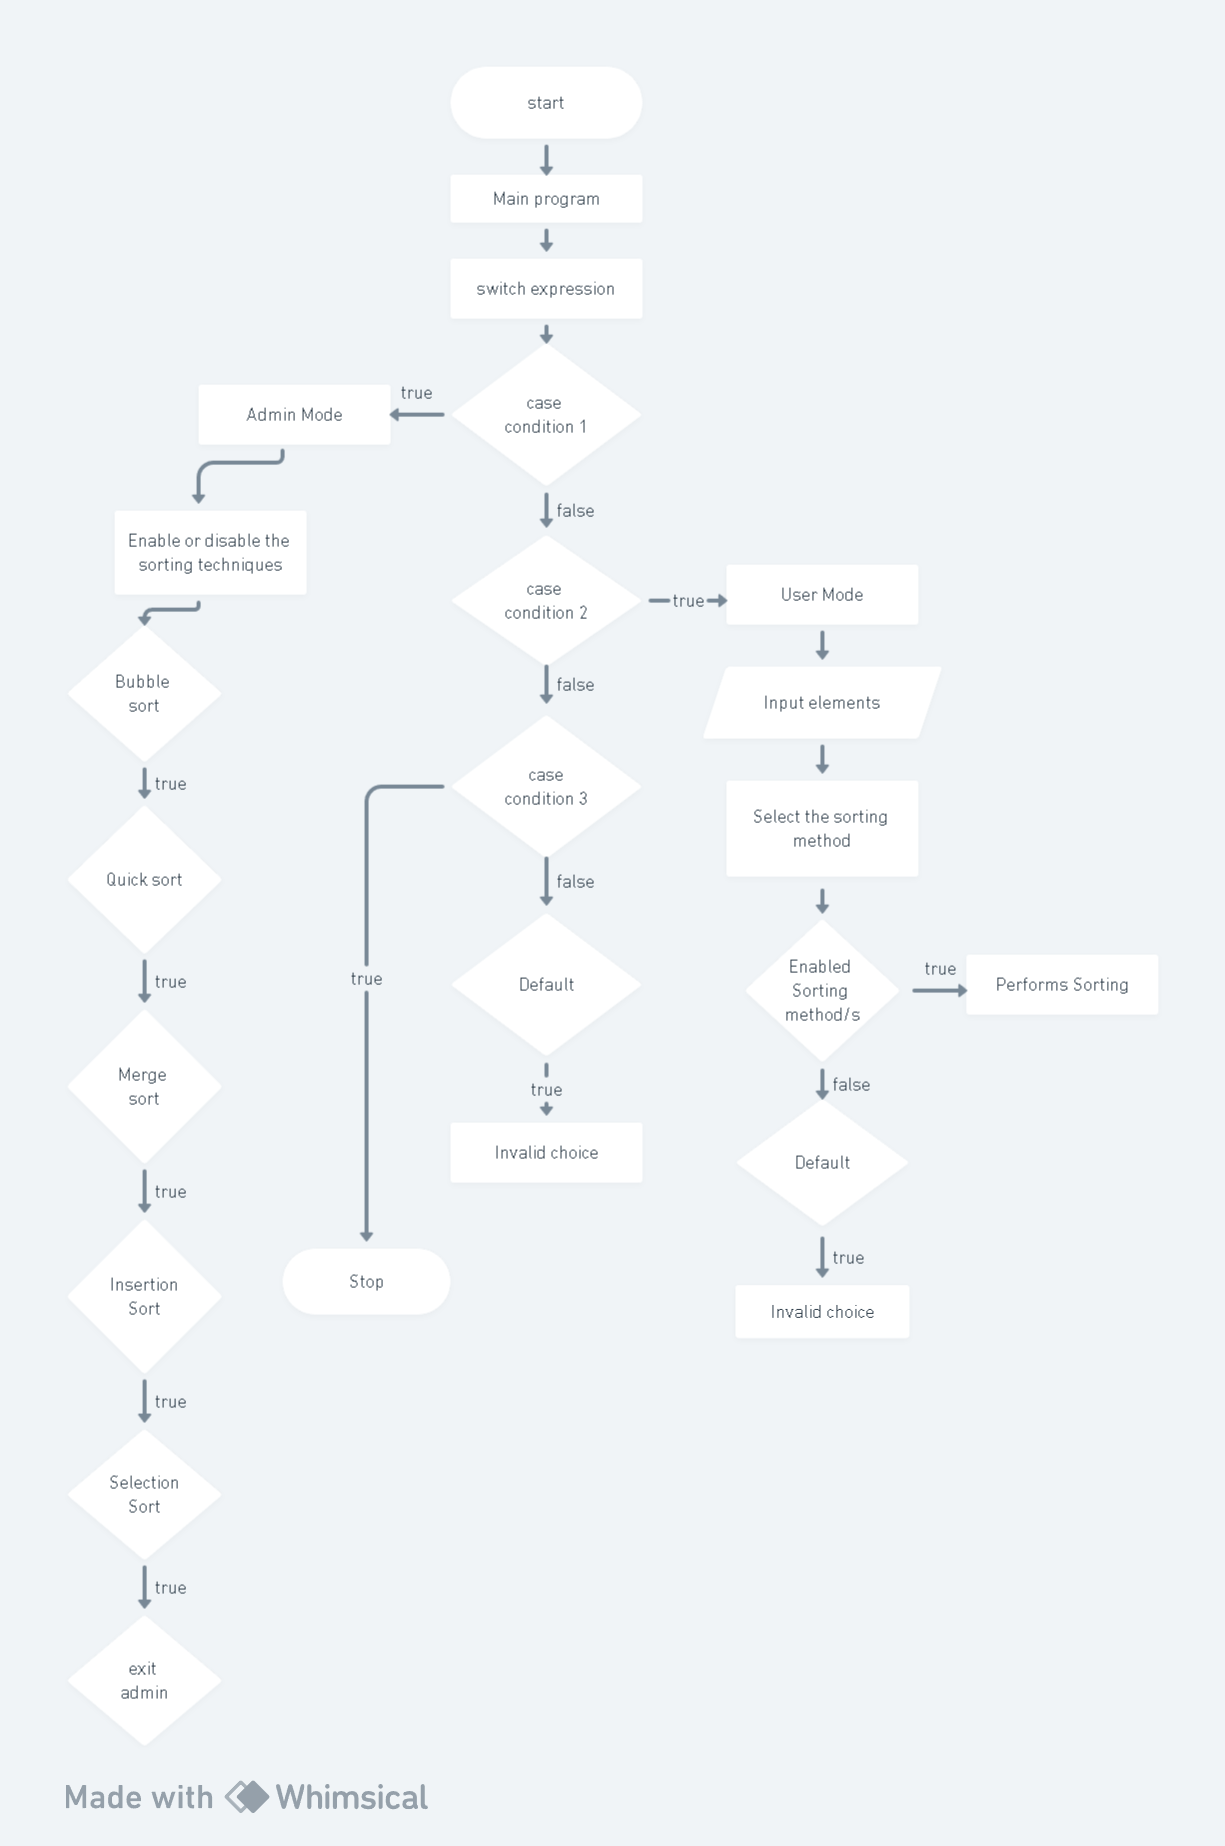 start
Main program
switch expression
case
condition 1
true
Admin Mode
Enable or disable the
sorting techniques
Bubble
sort
true
Quick sort
true
Merge
sort
true
Insertion
Sort
true
Selection
Sort
true
exit
admin
false
case
condition 2
true
User Mode
Input elements
Select the sorting
method
Enabled
Sorting
method/s
true
Performs Sorting
false
Default
true
Invalid choice
false
case
condition 3
true
Stop
false
Default
true
Invalid choice
Made with Whimsical